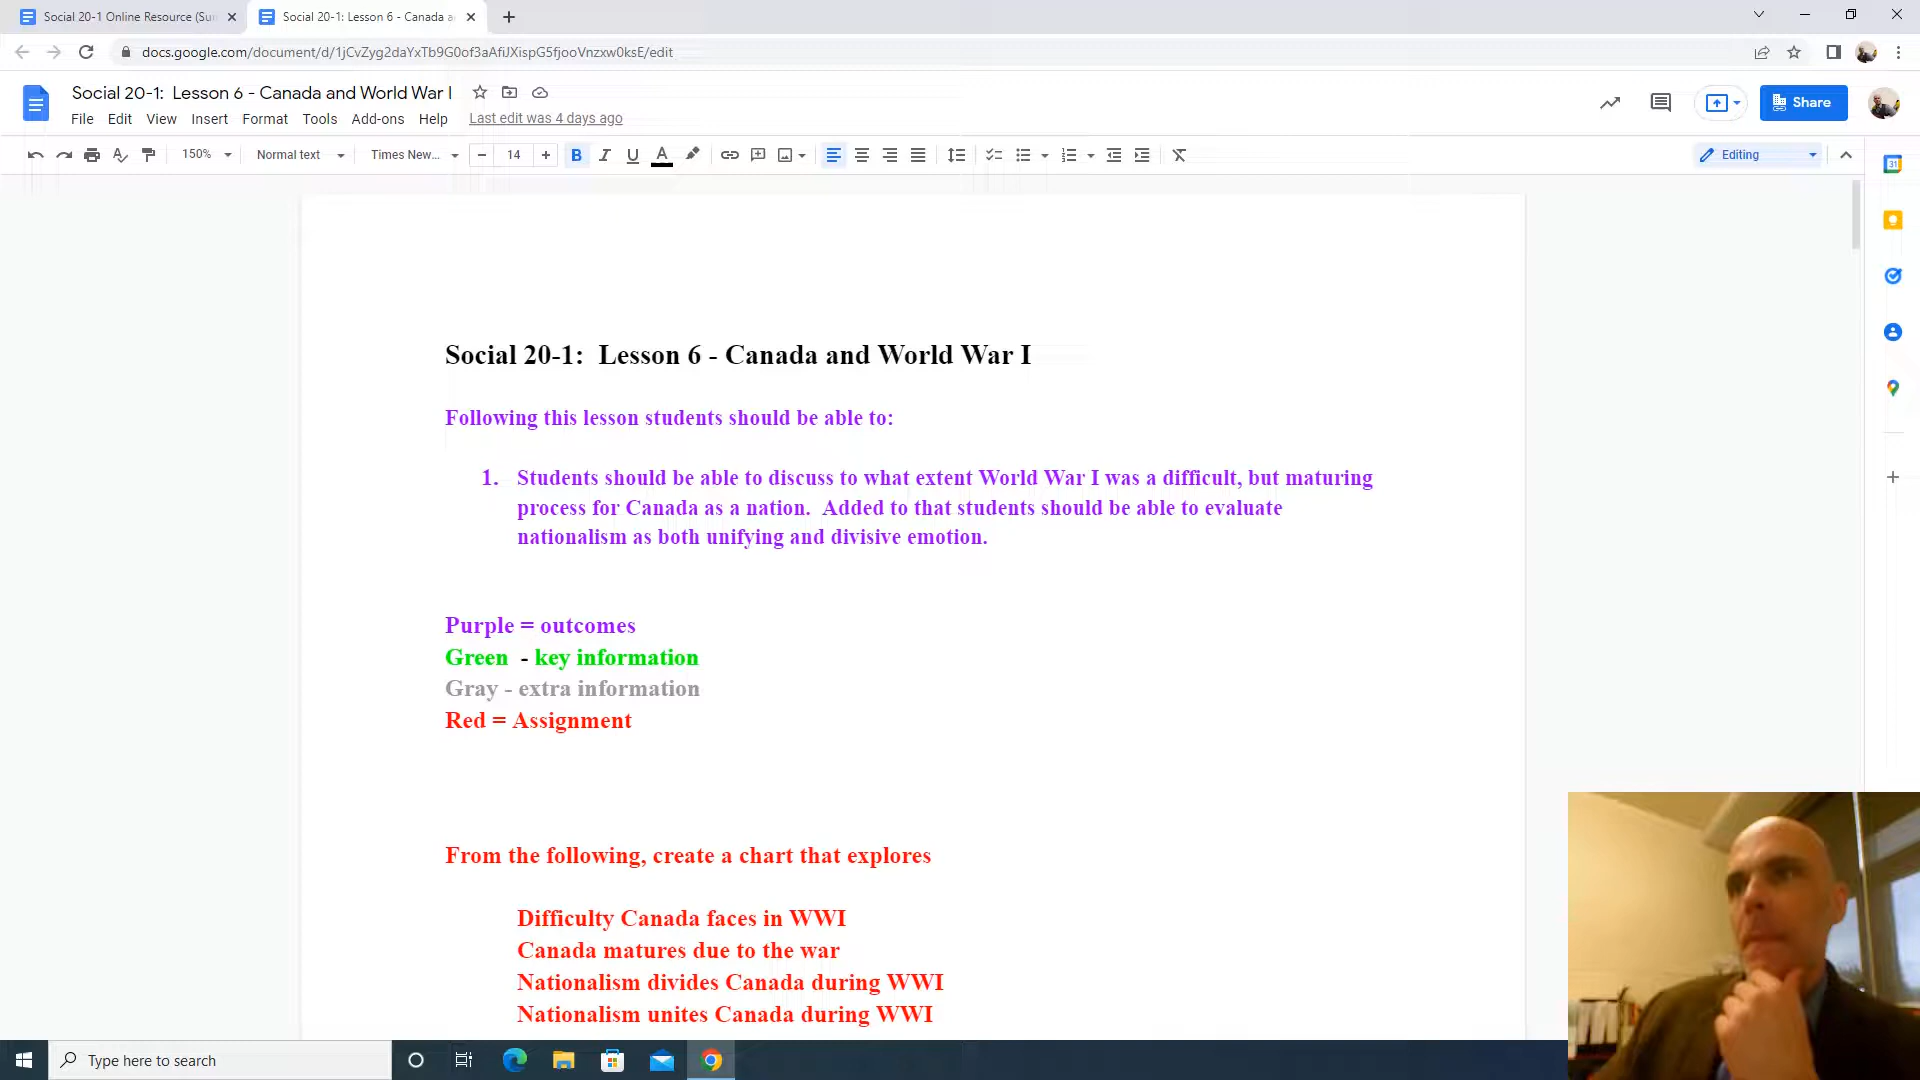 Social 20-1 Online Resource (Su
Social 20-1: Lesson 6 - Canada a
docs.google.com/document/d/1jCvZyg2daYxTb9G0of3aAfiJXispG5fjooVnzxw0ksE/edit
Social 20-1: Lesson 6 - Canada and World War I
File Edit View Insert Format Tools Add-ons Help Last edit was 4 days ago
Share
150% Normal text Times New... 14 B I U A Editing
31
Social 20-1: Lesson 6 - Canada and World War I
Following this lesson students should be able to:
1. Students should be able to discuss to what extent World War I was a difficult, but maturing
process for Canada as a nation. Added to that students should be able to evaluate
nationalism as both unifying and divisive emotion.
Purple = outcomes
Green - key information
Gray - extra information
Red = Assignment
From the following, create a chart that explores
Difficulty Canada faces in WWI
Canada matures due to the war
Nationalism divides Canada during WWI
Nationalism unites Canada during WWI
Type here to search